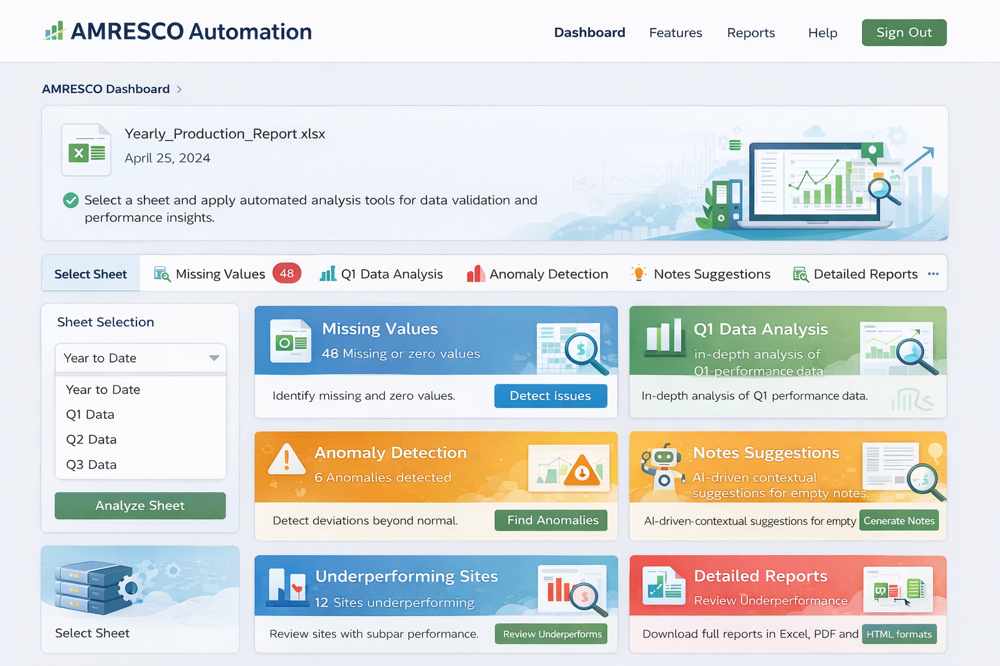 AMRESCO Automation
Dashboard
Features
Reports
Help
Sign Out
AMRESCO Dashboard >
Yearly_Production_Report.xlsx
April 25, 2024
Select a sheet and apply automated analysis tools for data validation and
performance insights.
Select Sheet
Missing Values 48
Q1 Data Analysis
Anomaly Detection
Notes Suggestions
Detailed Reports
Sheet Selection
Year to Date
Year to Date
Q1 Data
Q2 Data
Q3 Data
Analyze Sheet
Select Sheet
Missing Values
48 Missing or zero values
Identify missing and zero values.
Detect issues
Q1 Data Analysis
in-depth analysis of
01 performance data
In-depth analysis of Q1 performance data.
Anomaly Detection
6 Anomalies detected
Detect deviations beyond normal.
Find Anomalies
Notes Suggestions
AI-driven contextual
suggestions for empty notes.
AI-driven-contextual suggestions for empty
Cenerate Notes
Underperforming Sites
12 Sites underperforming
Review sites with subpar performance.
Review Underperforms
Detailed Reports
Review Underperformance
Download full reports in Excel, PDF and
HTML formats